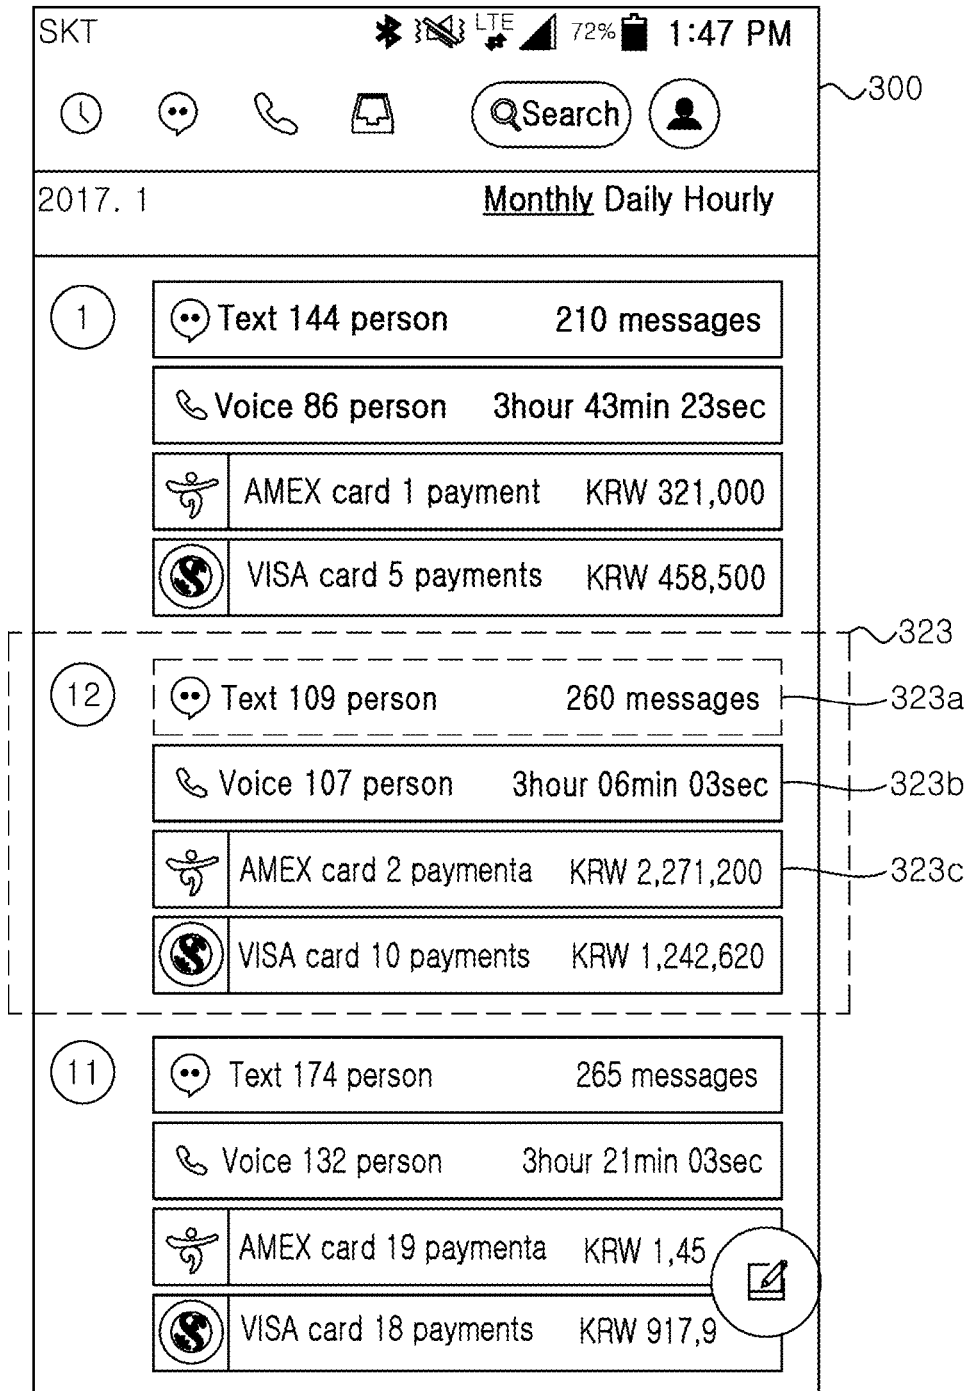 SKT LTE 72% 1:47 PM
Search
300
2017. 1 Monthly Daily Hourly
1 Text 144 person 210 messages
Voice 86 person 3hour 43min 23sec
AMEX card 1 payment KRW 321,000
VISA card 5 payments KRW 458,500
323
12 Text 109 person 260 messages 323a
Voice 107 person 3hour 06min 03sec 323b
AMEX card 2 paymenta KRW 2,271,200 323c
VISA card 10 payments KRW 1,242,620
11 Text 174 person 265 messages
Voice 132 person 3hour 21min 03sec
AMEX card 19 paymenta KRW 1,45
VISA card 18 payments KRW 917,9